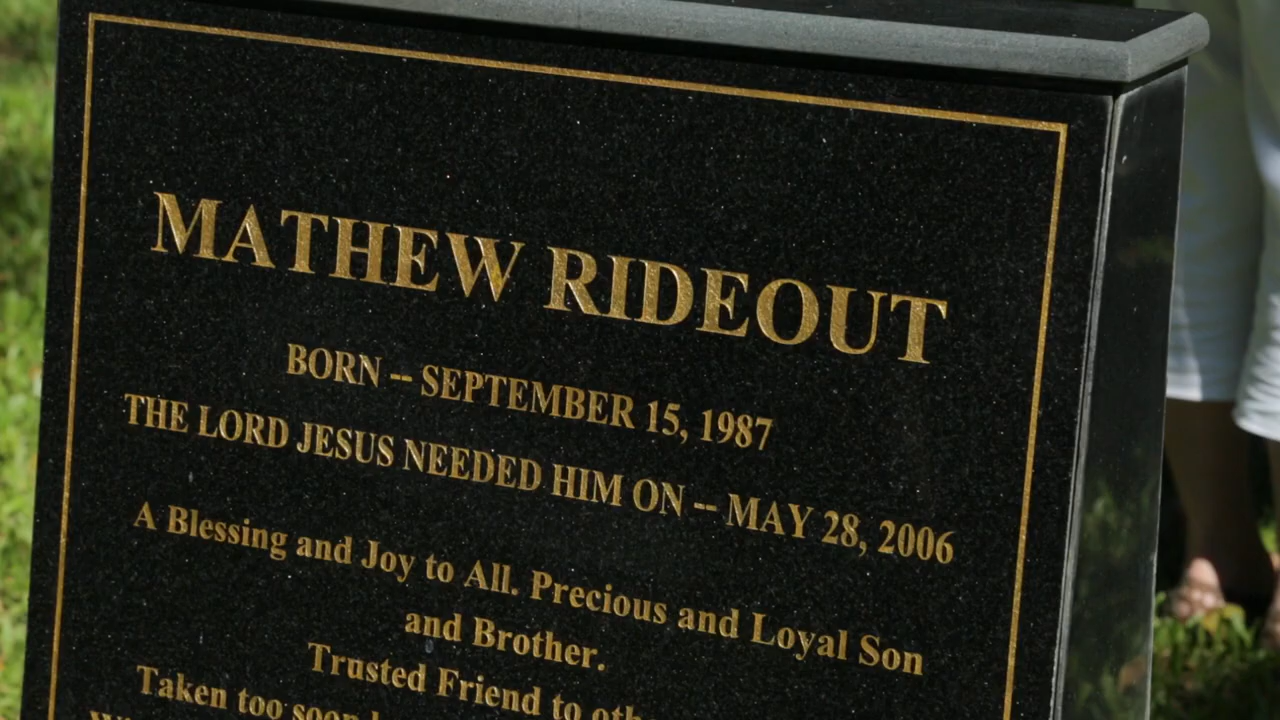 MATHEW RIDEOUT
BORN -- SEPTEMBER 15, 1987
THE LORD JESUS NEEDED HIM ON -- MAY 28, 2006
A Blessing and Joy to All. Precious and Loyal Son
and Brother.
Trusted Friend to
Taken too soon